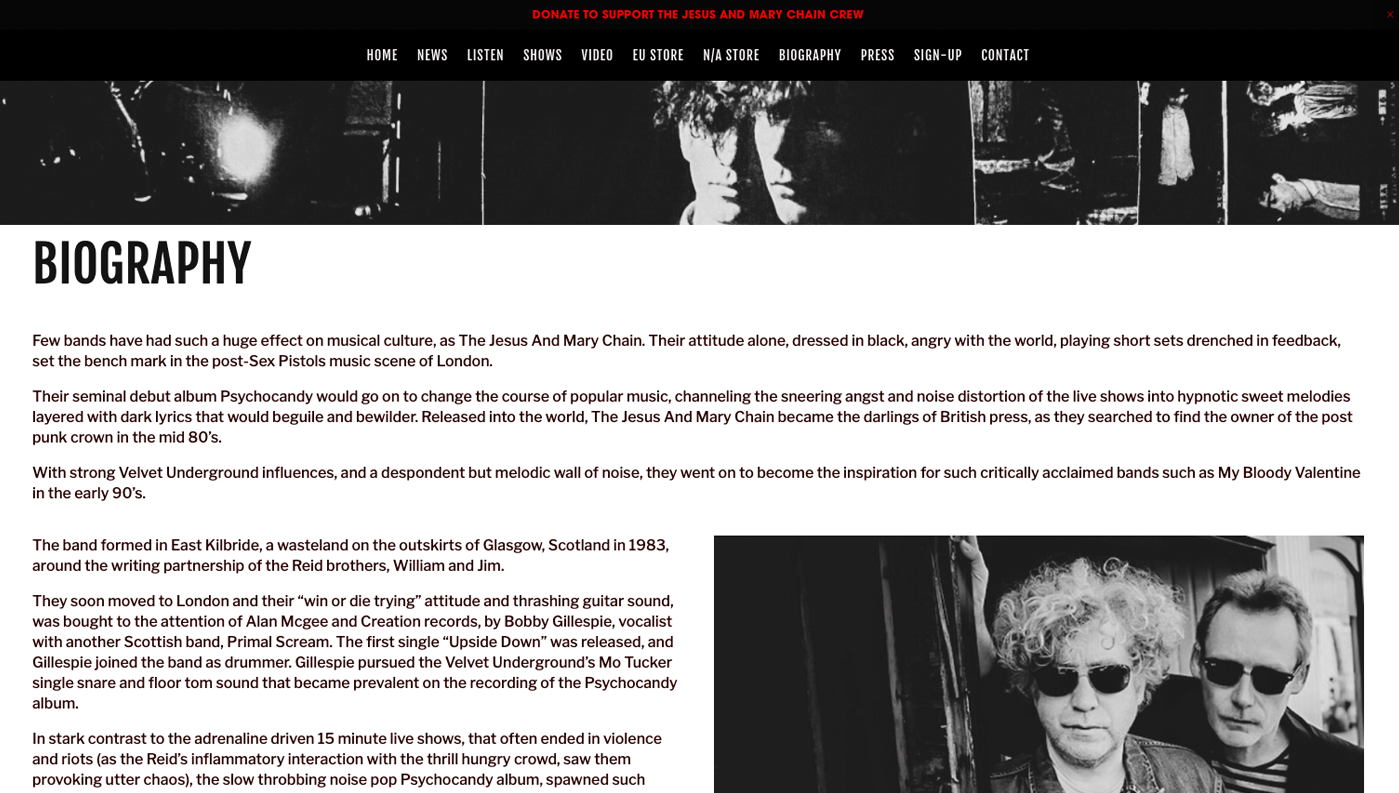 DONATE TO SUPPORT THE JESUS AND MARY CHAIN CREW
×
HOME NEWS LISTEN SHOWS VIDEO EU STORE N/A STORE BIOGRAPHY PRESS SIGN-UP CONTACT
BIOGRAPHY
Few bands have had such a huge effect on musical culture, as The Jesus And Mary Chain. Their attitude alone, dressed in black, angry with the world, playing short sets drenched in feedback,
set the bench mark in the post-Sex Pistols music scene of London.
Their seminal debut album Psychocandy would go on to change the course of popular music, channeling the sneering angst and noise distortion of the live shows into hypnotic sweet melodies
layered with dark lyrics that would beguile and bewilder. Released into the world, The Jesus And Mary Chain became the darlings of British press, as they searched to find the owner of the post
punk crown in the mid 80’s.
With strong Velvet Underground influences, and a despondent but melodic wall of noise, they went on to become the inspiration for such critically acclaimed bands such as My Bloody Valentine
in the early 90’s.
The band formed in East Kilbride, a wasteland on the outskirts of Glasgow, Scotland in 1983,
around the writing partnership of the Reid brothers, William and Jim.
They soon moved to London and their “win or die trying” attitude and thrashing guitar sound,
was bought to the attention of Alan Mcgee and Creation records, by Bobby Gillespie, vocalist
with another Scottish band, Primal Scream. The first single “Upside Down” was released, and
Gillespie joined the band as drummer. Gillespie pursued the Velvet Underground’s Mo Tucker
single snare and floor tom sound that became prevalent on the recording of the Psychocandy
album.
In stark contrast to the adrenaline driven 15 minute live shows, that often ended in violence
and riots (as the Reid’s inflammatory interaction with the thrill hungry crowd, saw them
provoking utter chaos), the slow throbbing noise pop Psychocandy album, spawned such